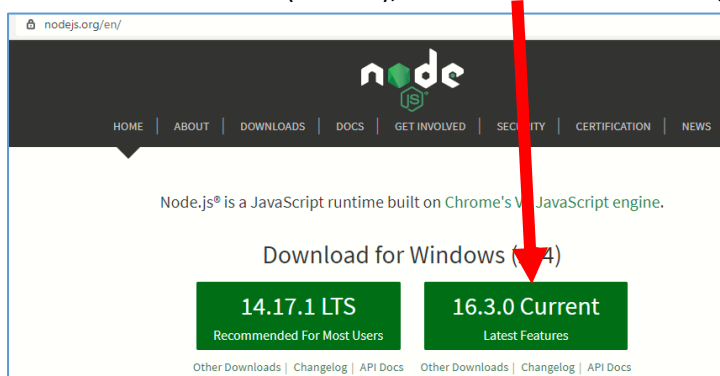 nodejs.org/en/
node
JS
HOME | ABOUT | DOWNLOADS | DOCS | GET INVOLVED | SECURITY | CERTIFICATION | NEWS
Node.js® is a JavaScript runtime built on Chrome's JavaScript engine.
Download for Windows
14.17.1 LTS
Recommended For Most Users
16.3.0 Current
Latest Features
Other Downloads | Changelog | API Docs
Other Downloads | Changelog | API Docs